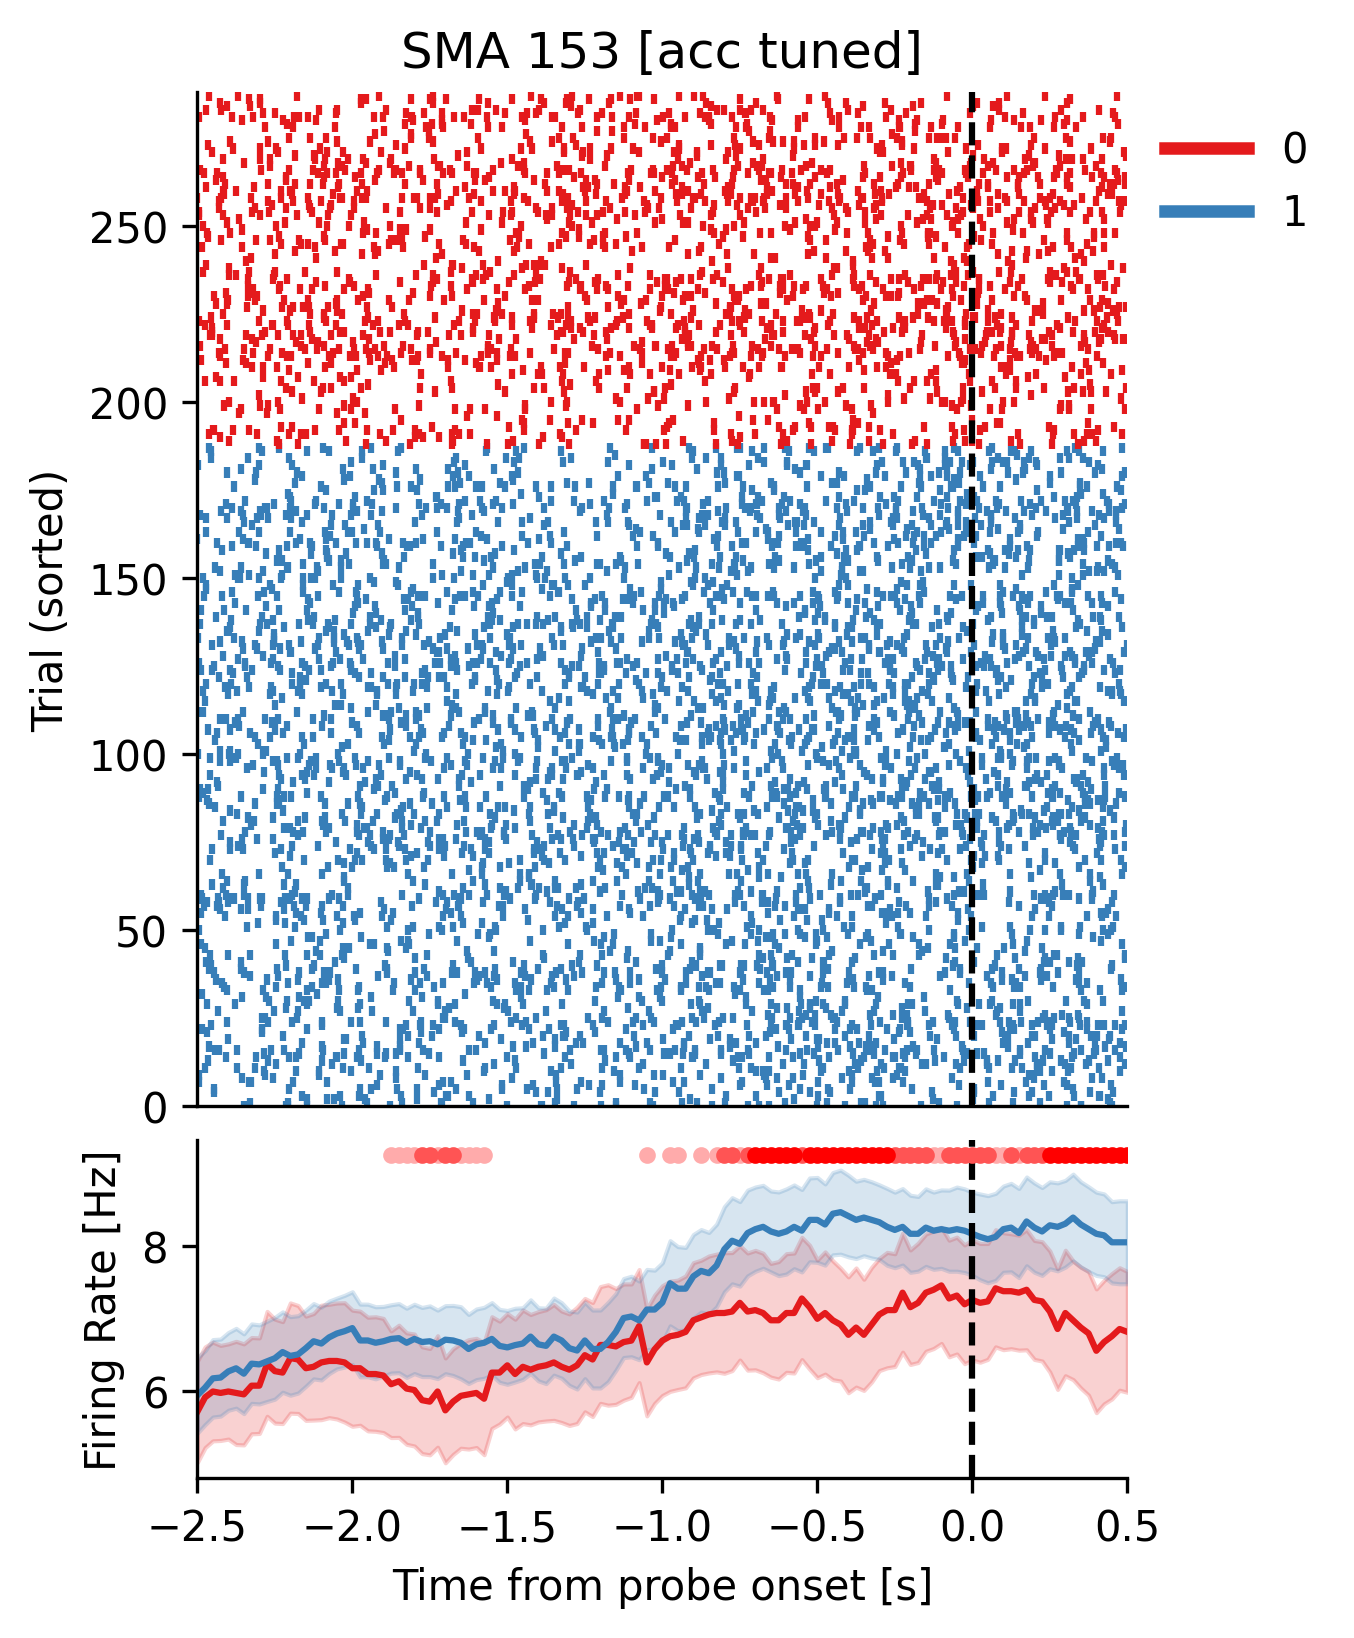 SMA 153 [acc tuned]
0
1
Trial (sorted)
250
200
150
100
50
0
Firing Rate [Hz]
8
6
−2.5 −2.0 −1.5 −1.0 −0.5 0.0 0.5
Time from probe onset [s]